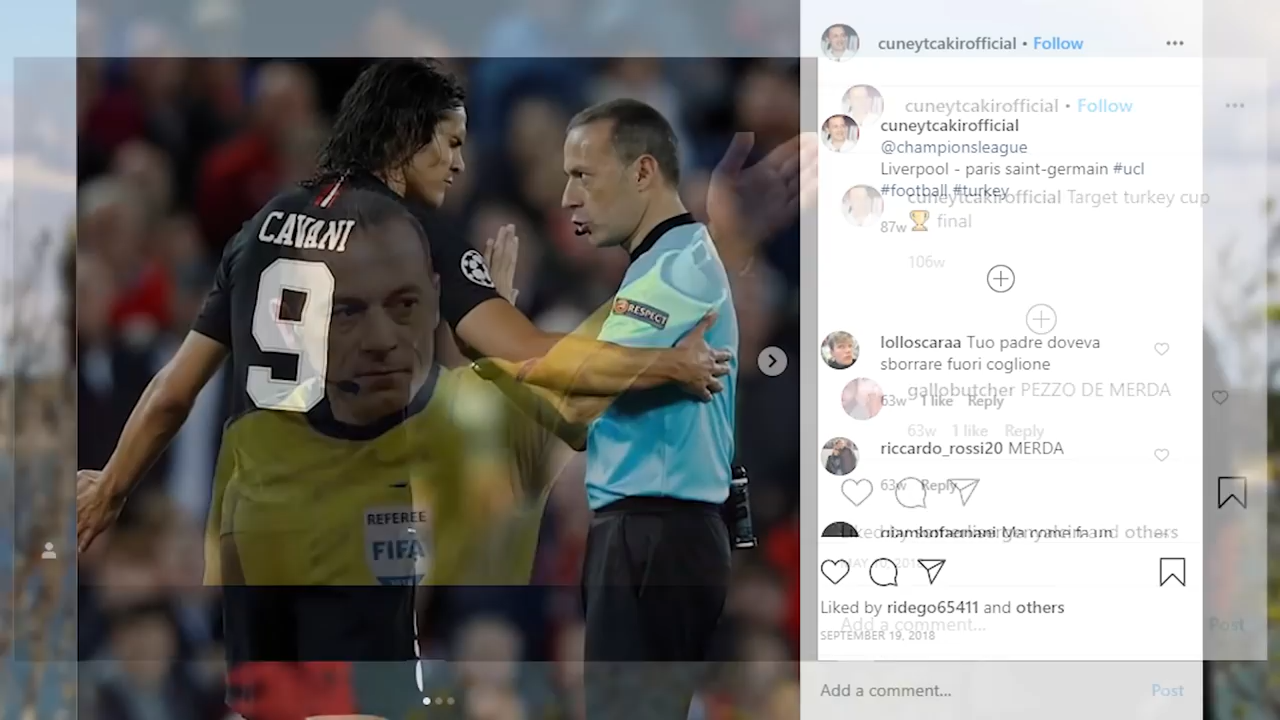 cuneytcakirofficial • Follow
cuneytcakirofficial • Follow
cuneytcakirofficial
@championsleague
Liverpool - paris saint-germain #ucl
#football #turkey
cuneytcakirofficial Target turkey cup
🏆 final
87w
106w
lolloscaraa Tuo padre doveva
sborrare fuori coglione
gallobutcher PEZZO DE MERDA
63w 1 like Reply
63w 1 like Reply
riccardo_rossi20 MERDA
63w Reply
and others
Liked by ridego65411 and others
Add a comment... Post
SEPTEMBER 19, 2018
Add a comment... Post
CAVANI
9
RESPECT
REFEREE
FIFA